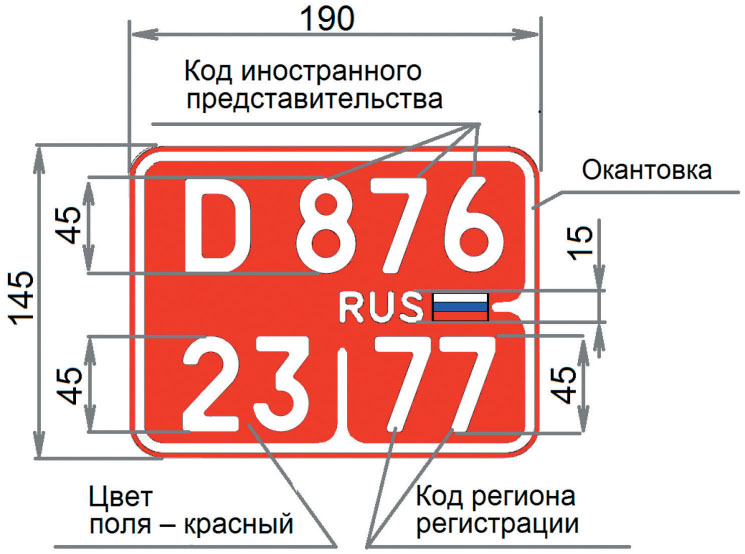 190
Код иностранного
представительства
Окантовка
D 876
45
15
145
RUS
23 77
45
45
Цвет
поля – красный
Код региона
регистрации